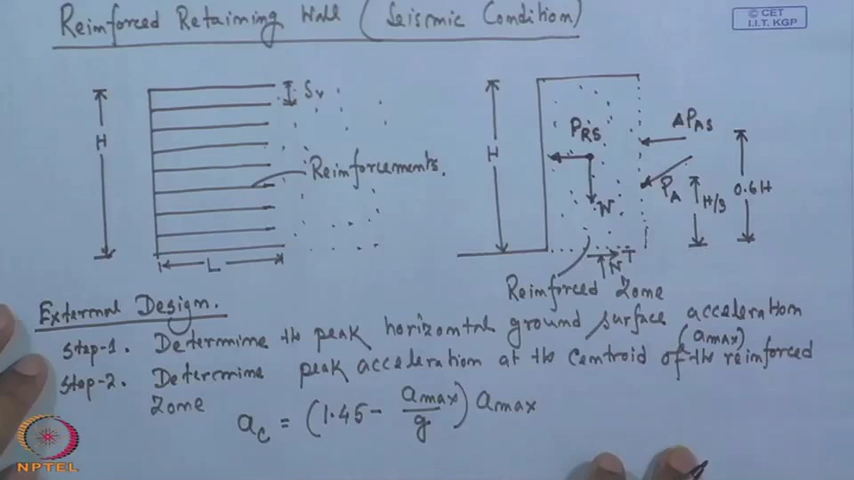 Reinforced Retaining Wall (Seismic Condition)
© CET
I.I.T. KGP
H
Sv
Reinforcements.
L
H
PRS
W
ΔPAS
PA
H/3
0.6H
N
T
Reinforced Zone
External Design.
Step-1. Determine the peak horizontal ground surface acceleration
(amax)
Step-2. Determine peak acceleration at the centroid of the reinforced
Zone
ac = (1.45 - amax/g) amax
NPTEL